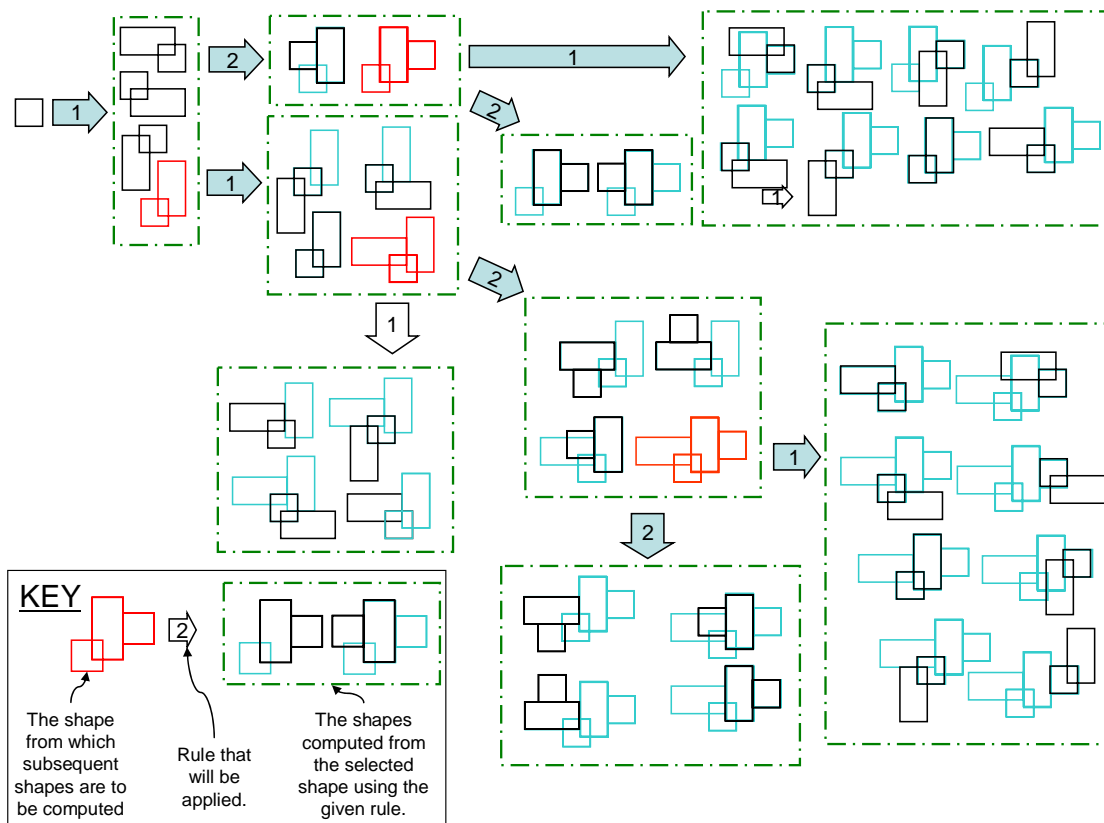 1
2
1
1
2
1
2
1
1
2
KEY
2
The shape
from which
subsequent
shapes are to
be computed
Rule that
will be
applied.
The shapes
computed from
the selected
shape using the
given rule.